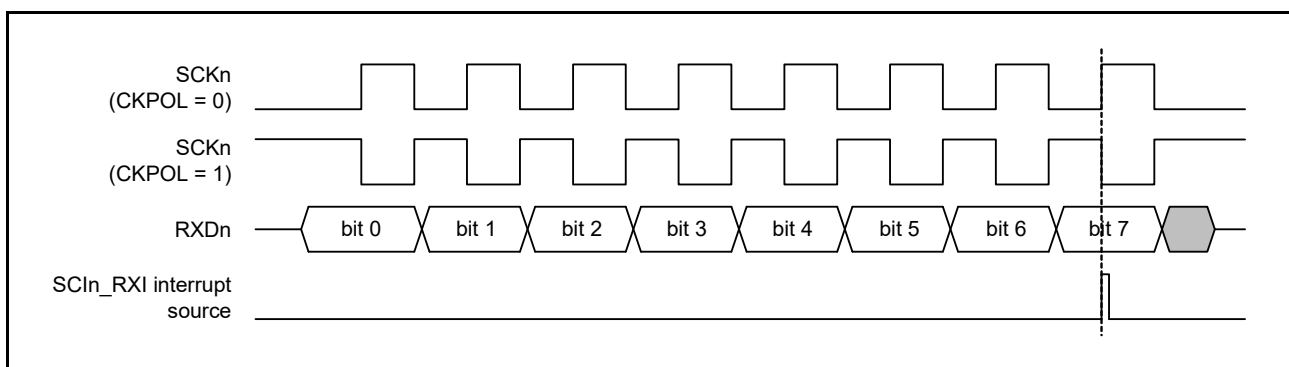 SCKn
(CKPOL = 0)
SCKn
(CKPOL = 1)
RXDn
bit 0 bit 1 bit 2 bit 3 bit 4 bit 5 bit 6 bit 7
SCIn_RXI interrupt
source